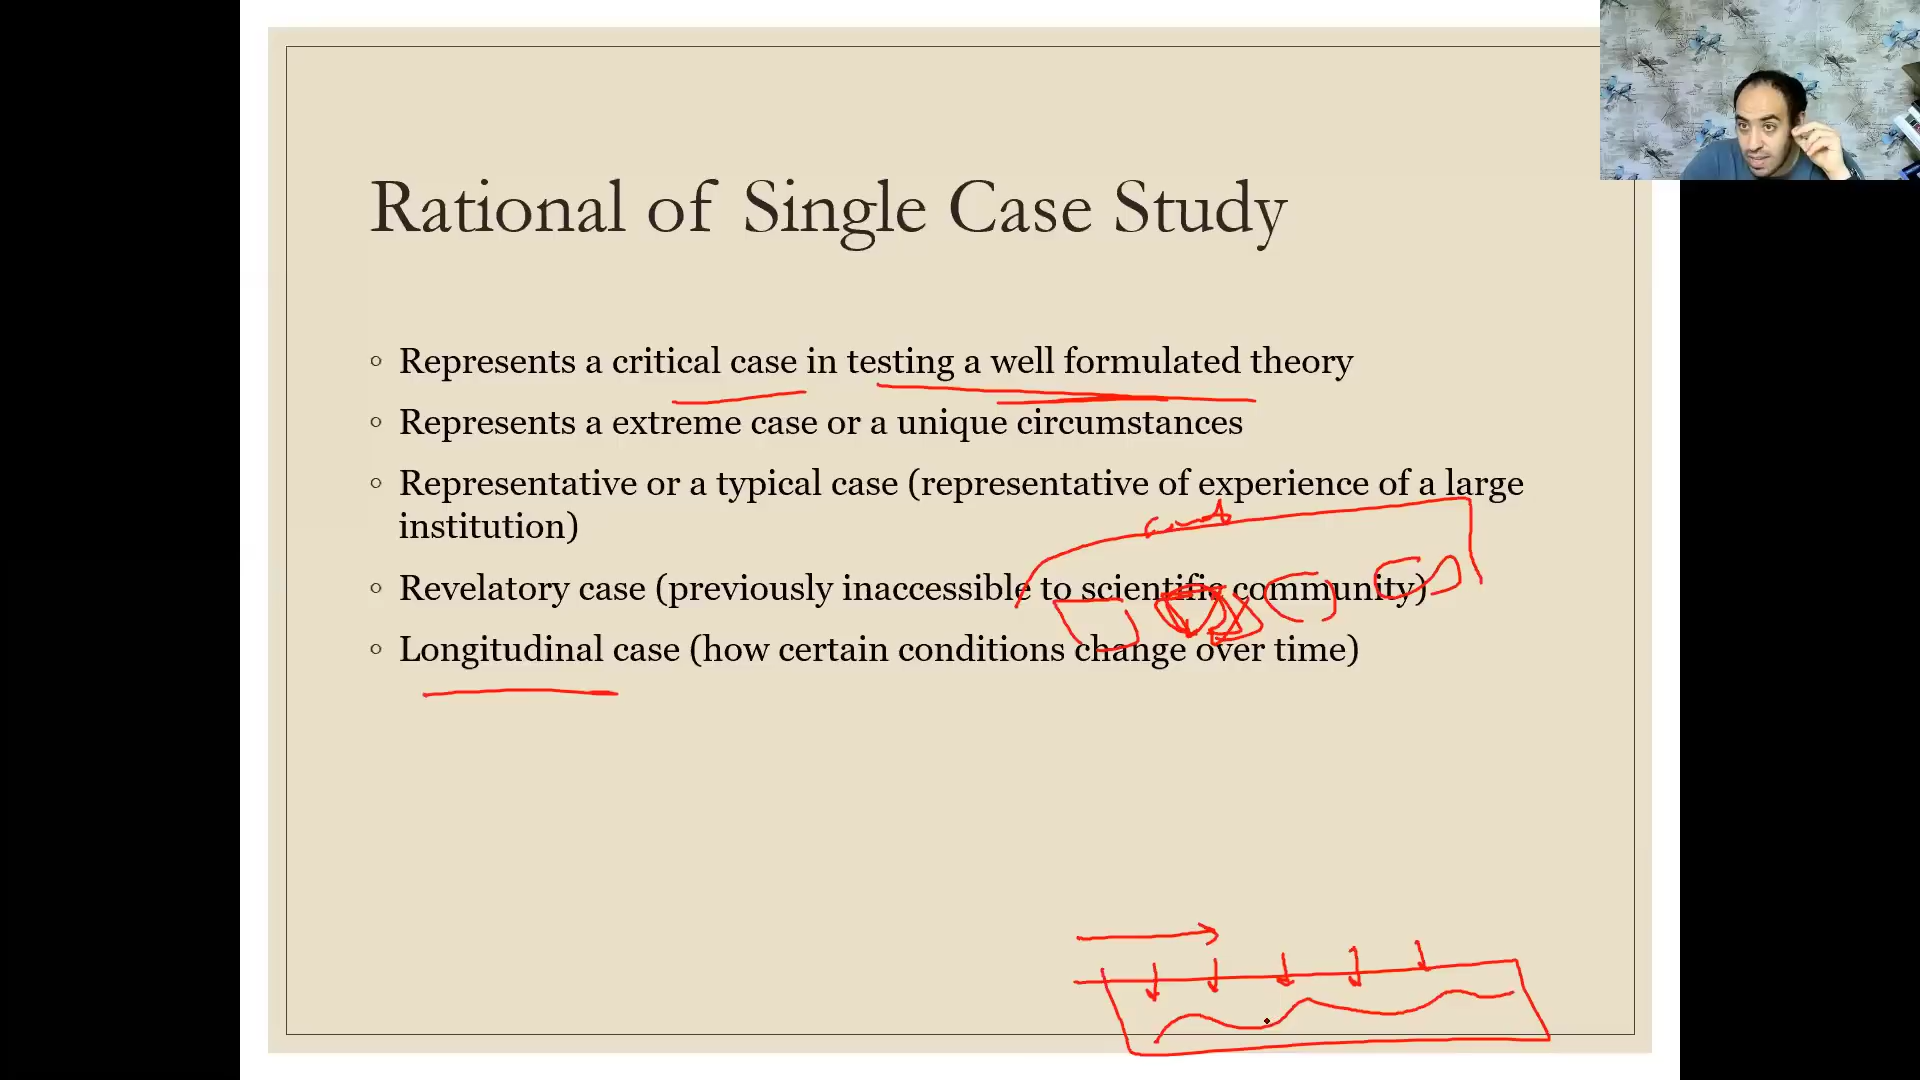 Rational of Single Case Study
◦ Represents a critical case in testing a well formulated theory
◦ Represents a extreme case or a unique circumstances
◦ Representative or a typical case (representative of experience of a large
institution)
◦ Revelatory case (previously inaccessible to scientific community)
◦ Longitudinal case (how certain conditions change over time)